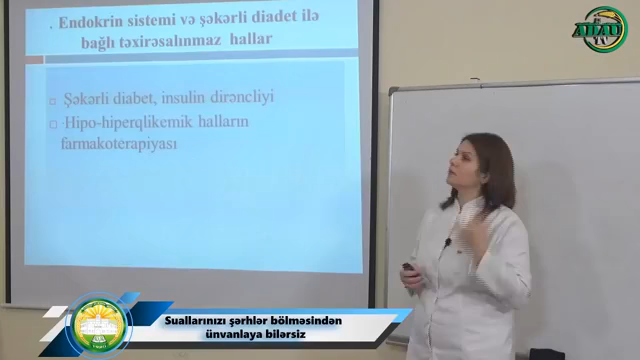 . Endokrin sistemi və şəkərli diadet ilə
bağlı təxirəsalınmaz hallar
Şəkərli diabet, insulin dirəncliyi
·Hipo-hiperqlikemik halların
farmakoterapiyası
Suallarınızı şərhlər bölməsindən
ünvanlaya bilərsiz